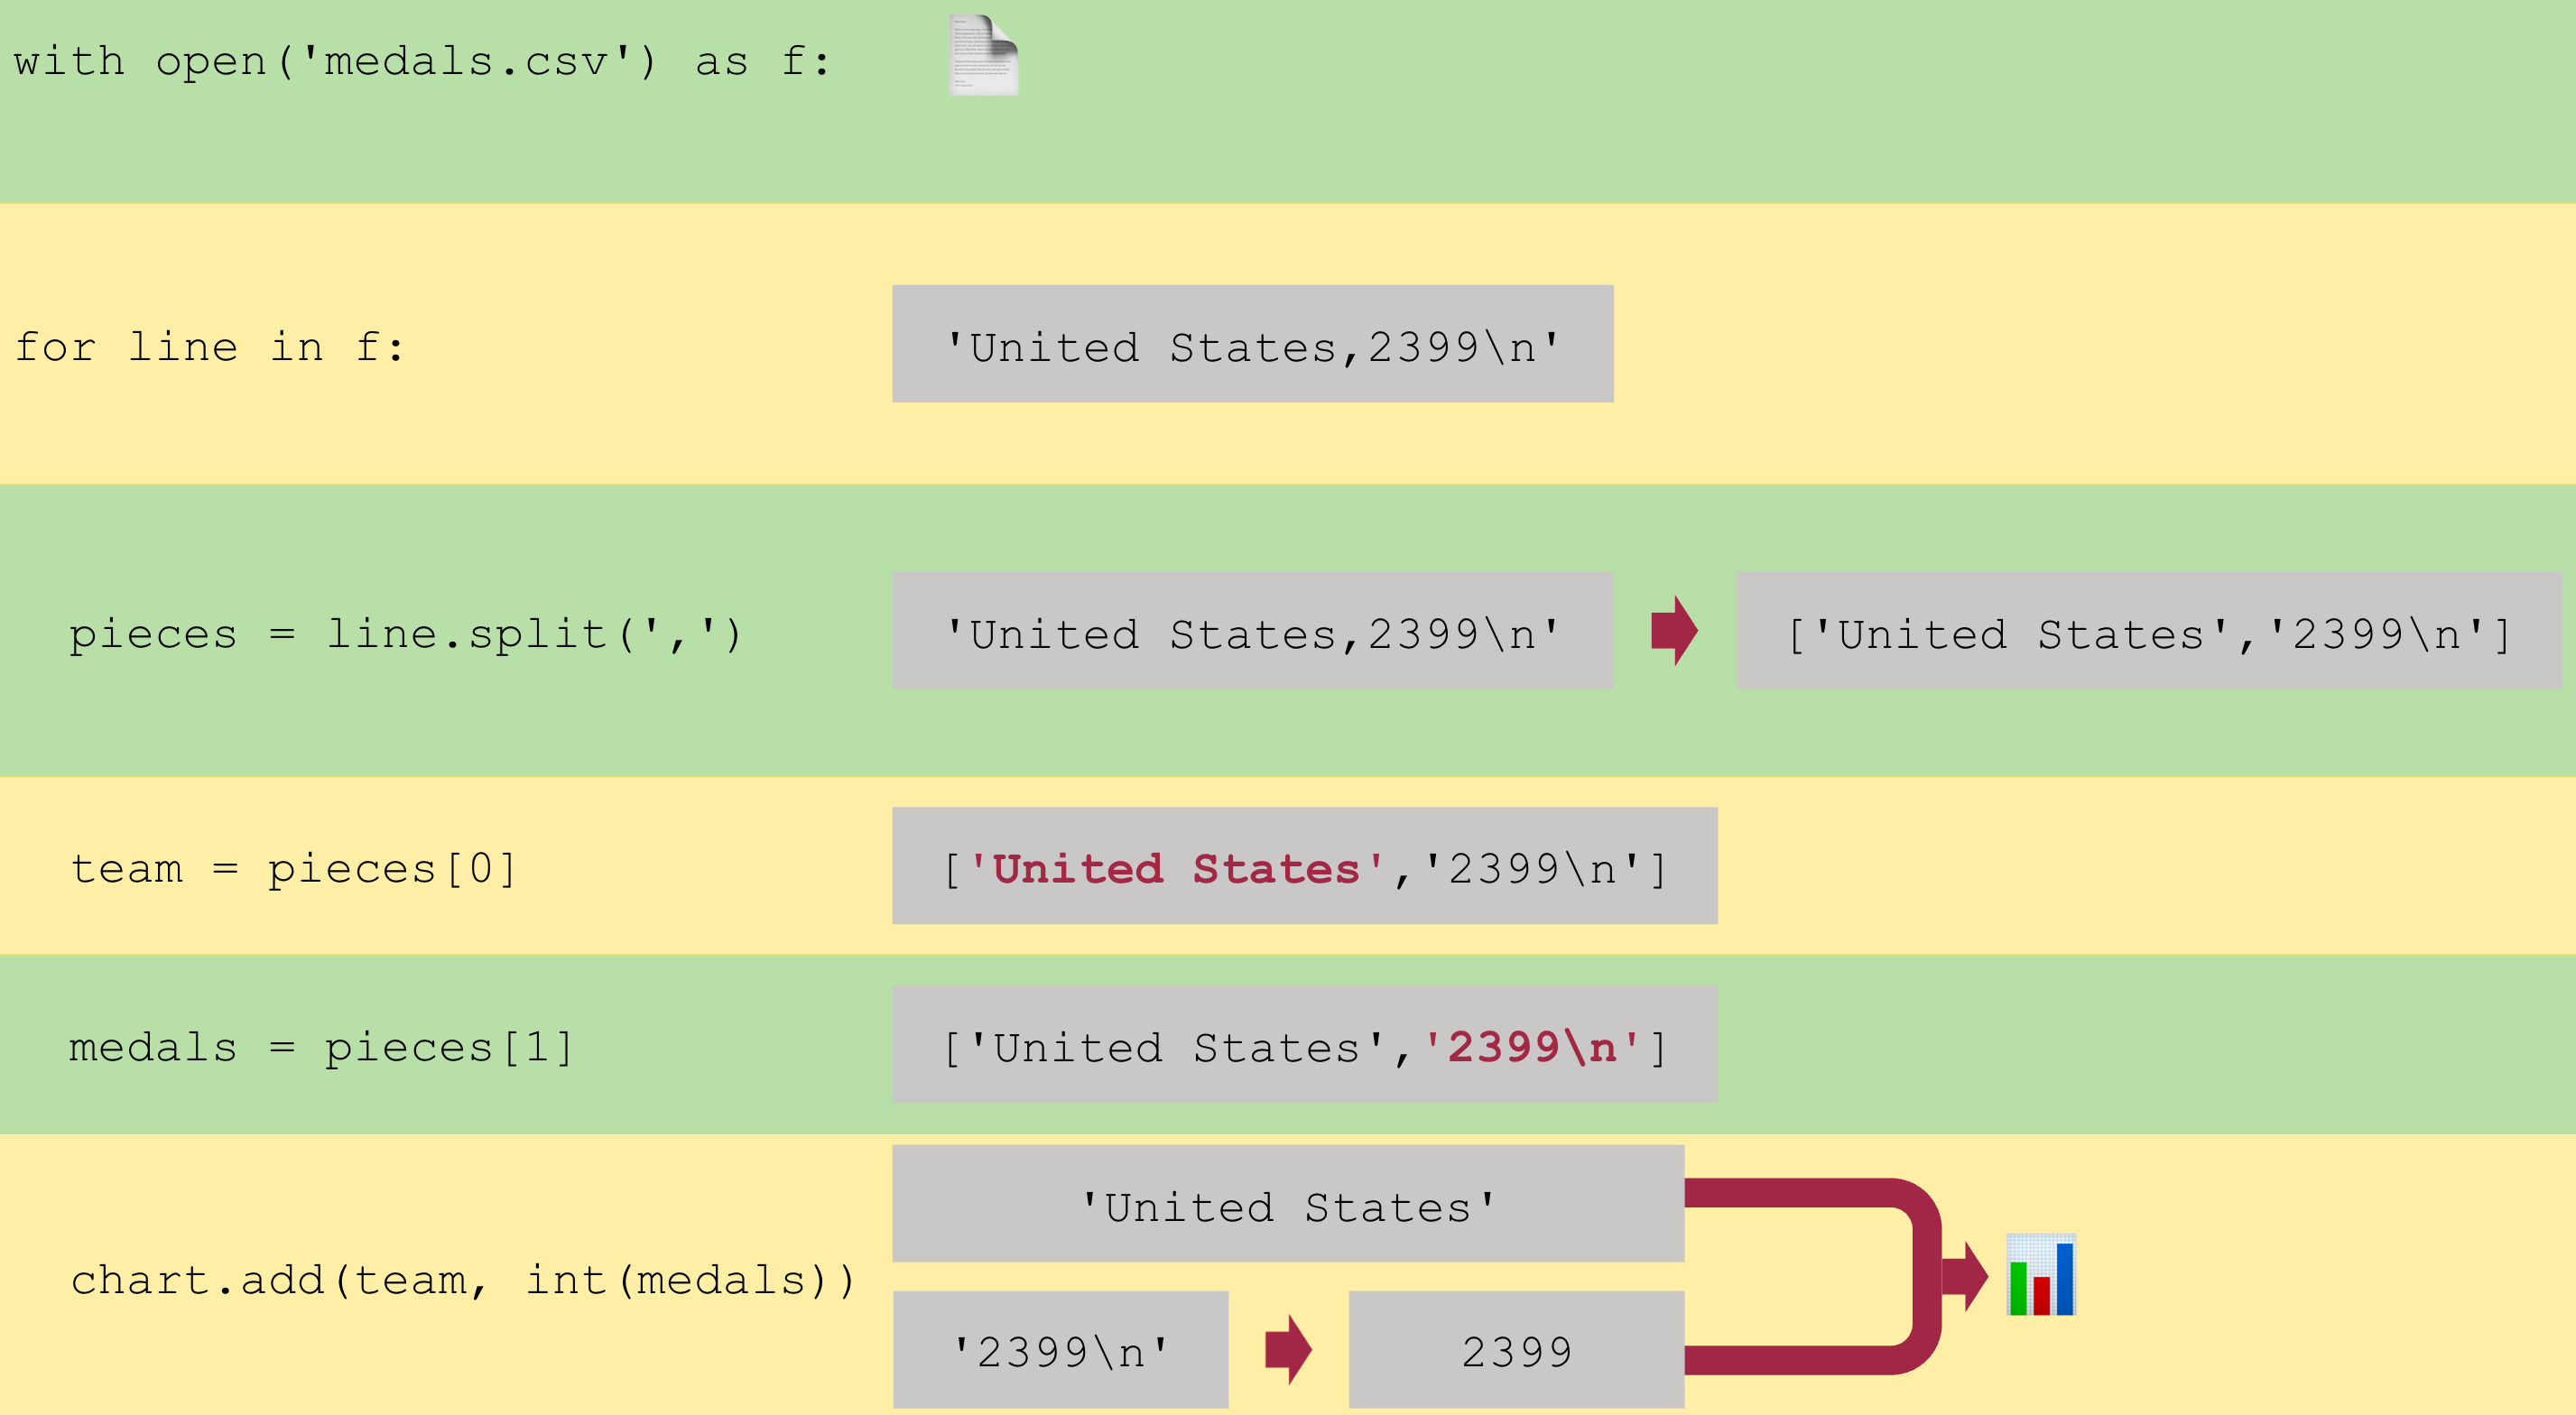 with open('medals.csv') as f:
for line in f:
'United States,2399\n'
pieces = line.split(',')
'United States,2399\n'
['United States','2399\n']
team = pieces[0]
['United States','2399\n']
medals = pieces[1]
['United States','2399\n']
'United States'
chart.add(team, int(medals))
'2399\n'
2399